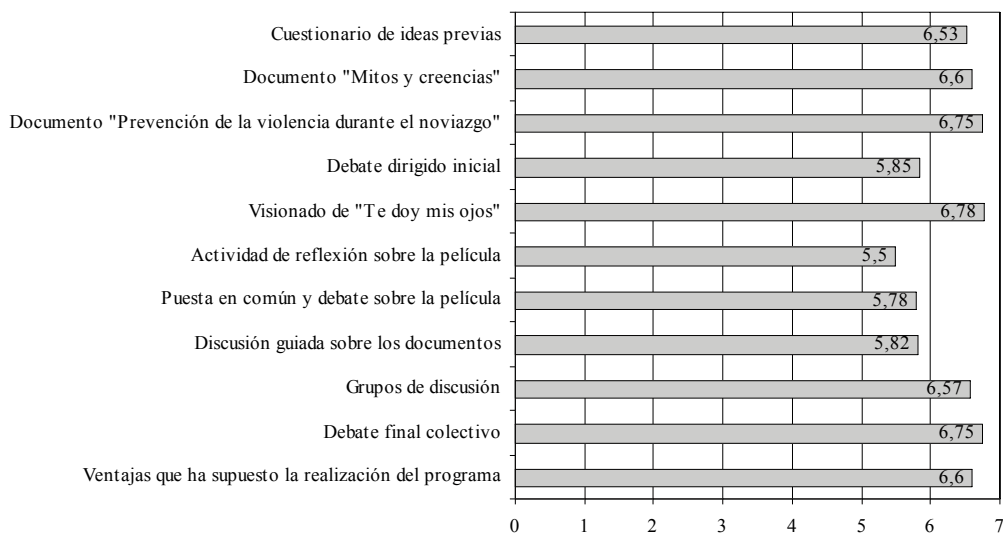 Cuestionario de ideas previas
6,53
Documento "Mitos y creencias"
6,6
Documento "Prevención de la violencia durante el noviazgo"
6,75
Debate dirigido inicial
5,85
Visionado de "Te doy mis ojos"
6,78
Actividad de reflexión sobre la película
5,5
Puesta en común y debate sobre la película
5,78
Discusión guiada sobre los documentos
5,82
Grupos de discusión
6,57
Debate final colectivo
6,75
Ventajas que ha supuesto la realización del programa
6,6
0 1 2 3 4 5 6 7